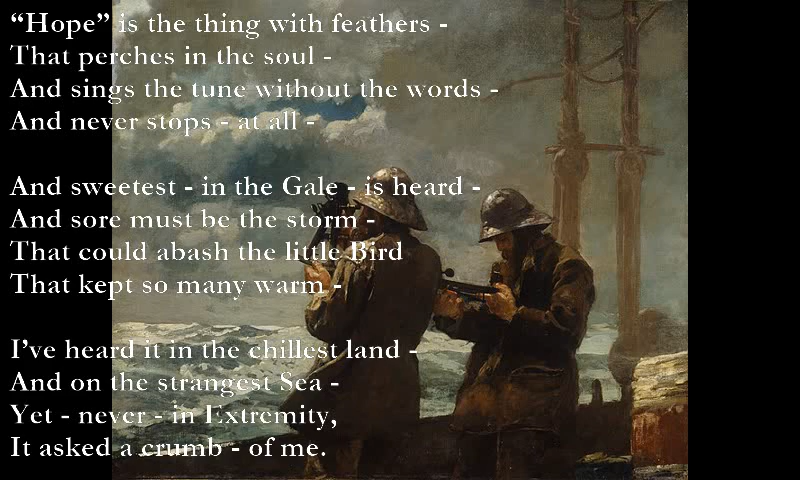 “Hope” is the thing with feathers -
That perches in the soul -
And sings the tune without the words -
And never stops - at all -

And sweetest - in the Gale - is heard -
And sore must be the storm -
That could abash the little Bird
That kept so many warm -

I’ve heard it in the chillest land -
And on the strangest Sea -
Yet - never - in Extremity,
It asked a crumb - of me.